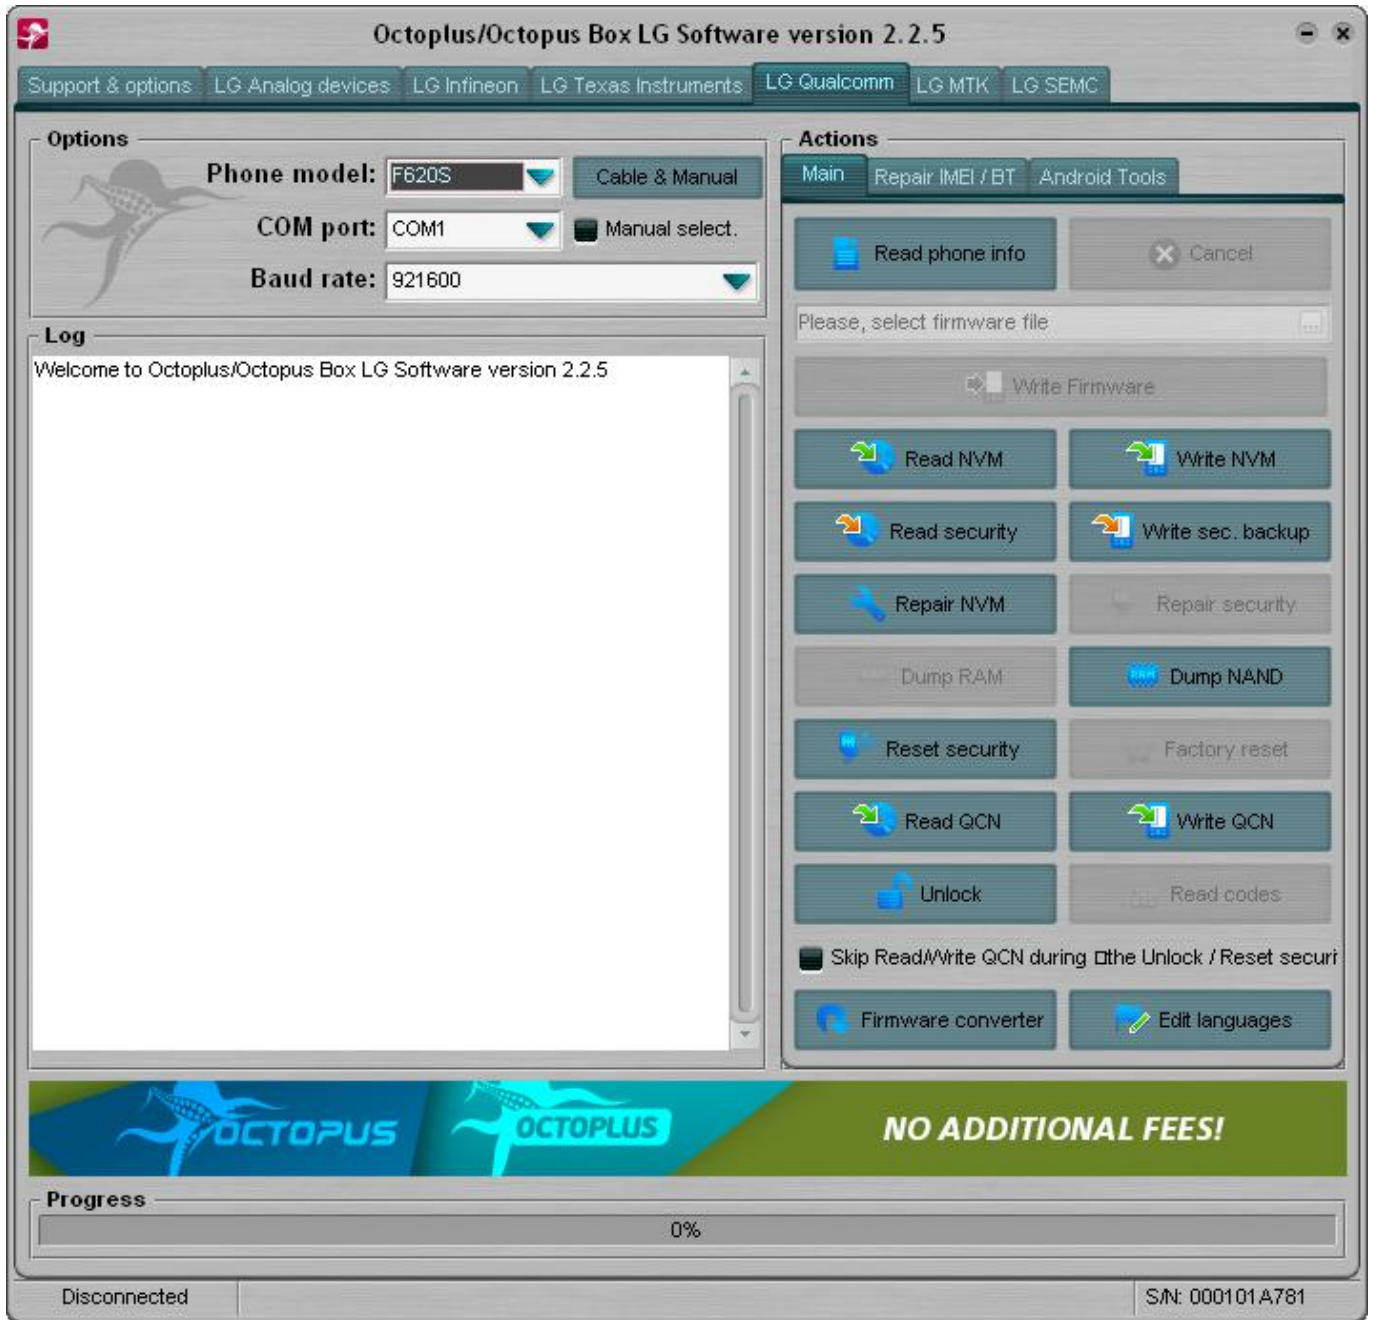 Octoplus/Octopus Box LG Software version 2.2.5
Support & options LG Analog devices LG Infineon LG Texas Instruments LG Qualcomm LG MTK LG SEMC
Options
Phone model: F620S Cable & Manual
COM port: COM1 Manual select.
Baud rate: 921600
Log
Welcome to Octoplus/Octopus Box LG Software version 2.2.5
Actions
Main Repair IMEI / BT Android Tools
Read phone info Cancel
Please, select firmware file ...
Write Firmware
Read NVM Write NVM
Read security Write sec. backup
Repair NVM Repair security
Dump RAM Dump NAND
Reset security Factory reset
Read QCN Write QCN
Unlock Read codes
Skip Read/Write QCN during □the Unlock / Reset securi
Firmware converter Edit languages
OCTOPUS OCTOPLUS NO ADDITIONAL FEES!
Progress
0%
Disconnected S/N: 000101A781